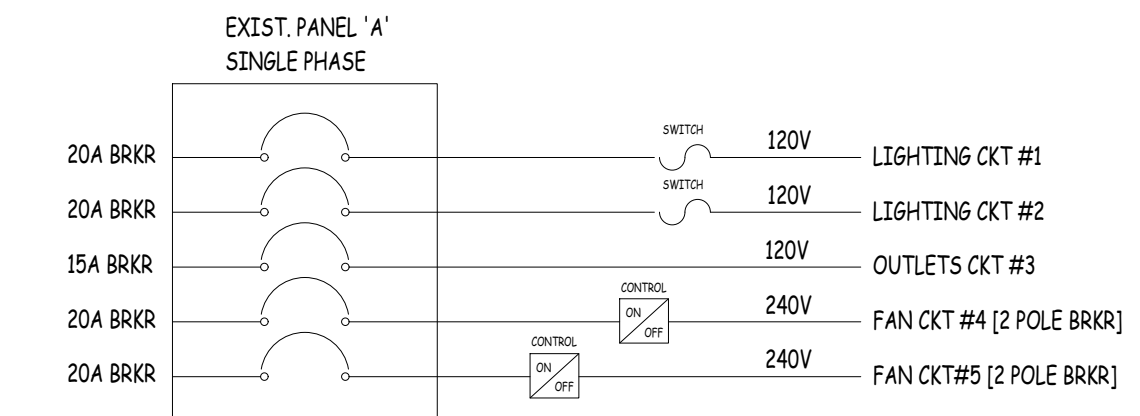 EXIST. PANEL 'A'
SINGLE PHASE
20A BRKR
SWITCH
120V
LIGHTING CKT #1
20A BRKR
SWITCH
120V
LIGHTING CKT #2
15A BRKR
120V
OUTLETS CKT #3
20A BRKR
CONTROL
ON
OFF
240V
FAN CKT #4 [2 POLE BRKR]
20A BRKR
CONTROL
ON
OFF
240V
FAN CKT#5 [2 POLE BRKR]